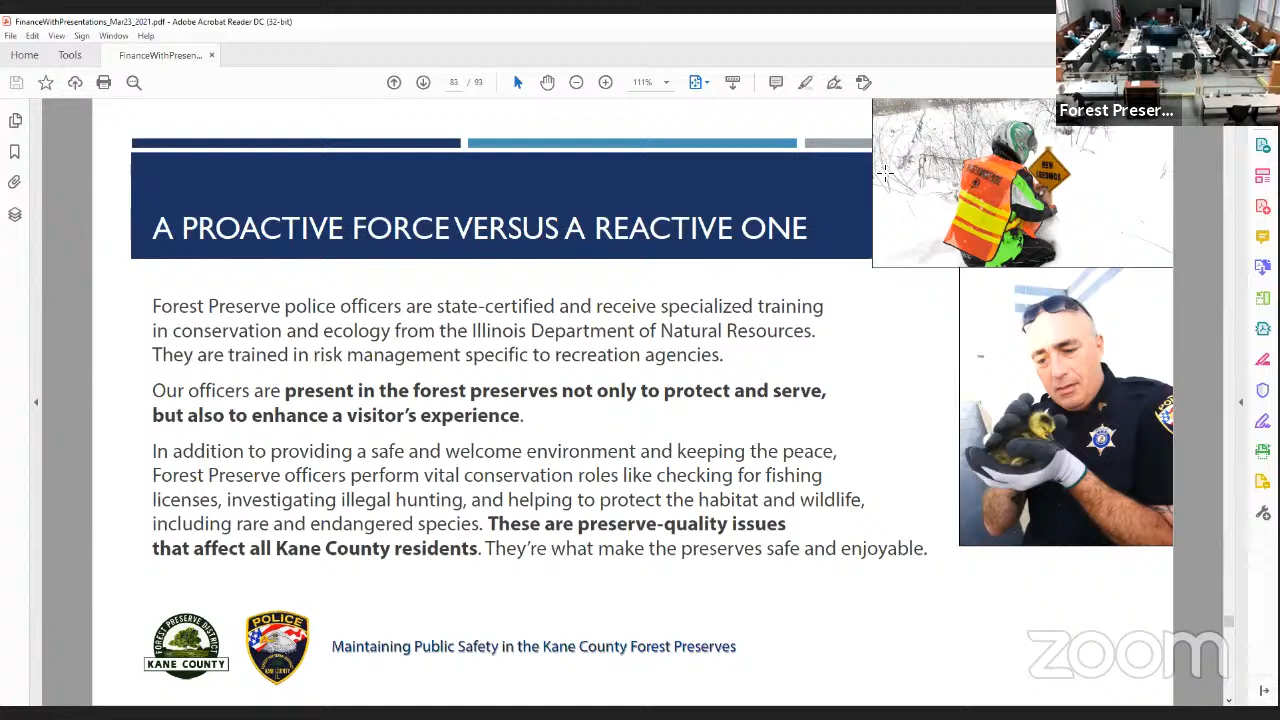 FinanceWithPresentations_Mar23_2021.pdf - Adobe Acrobat Reader DC (32-bit)
File Edit View Sign Window Help
Home Tools FinanceWithPresen... ×
83 93 111%
Forest Preser...
NEW
SEEDINGS
A PROACTIVE FORCE VERSUS A REACTIVE ONE
Forest Preserve police officers are state-certified and receive specialized training
in conservation and ecology from the Illinois Department of Natural Resources.
They are trained in risk management specific to recreation agencies.
Our officers are present in the forest preserves not only to protect and serve,
but also to enhance a visitor's experience.
In addition to providing a safe and welcome environment and keeping the peace,
Forest Preserve officers perform vital conservation roles like checking for fishing
licenses, investigating illegal hunting, and helping to protect the habitat and wildlife,
including rare and endangered species. These are preserve-quality issues
that affect all Kane County residents. They're what make the preserves safe and enjoyable.
FOREST PRESERVE DISTRICT
KANE COUNTY
POLICE
KANE COUNTY
Maintaining Public Safety in the Kane County Forest Preserves
zoom